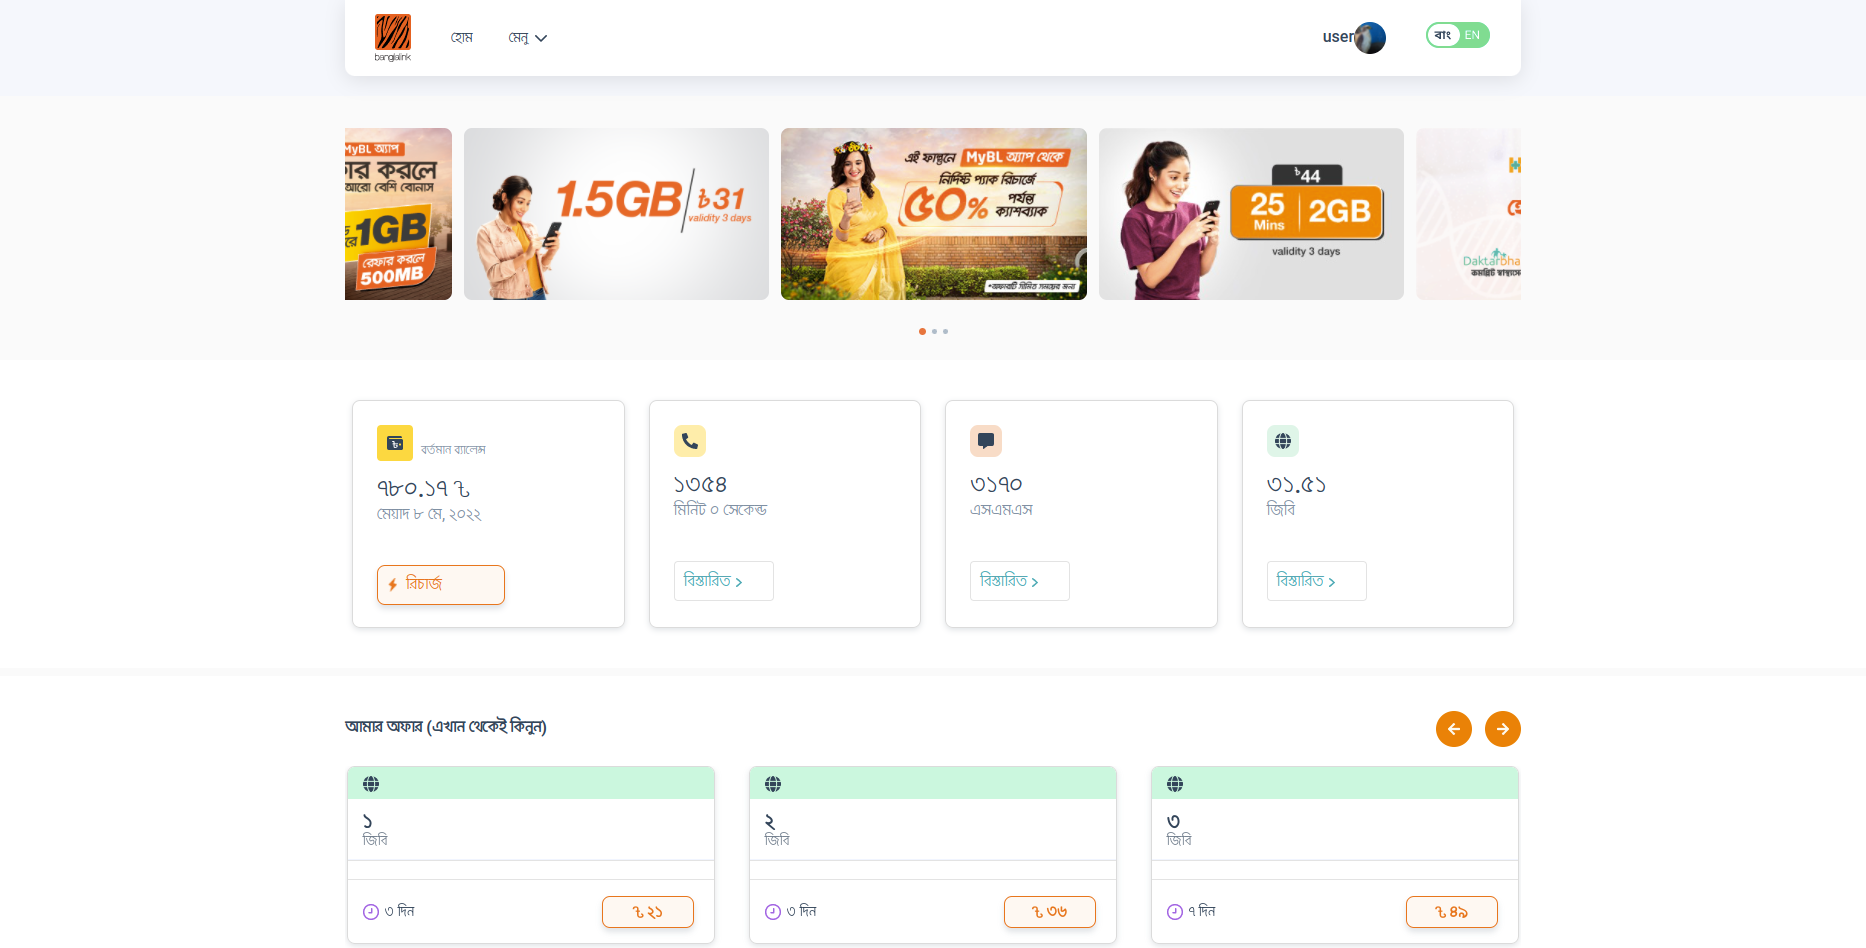 banglalink
হোম
মেনু
user
বাং EN
MyBL অ্যাপ
করলে
আরো বেশি বোনাস
1GB
রেফার করলে
500MB
1.5GB ৳31
validity 3 days
এই ফাল্গুনে MyBL অ্যাপ থেকে
নির্দিষ্ট প্যাক রিচার্জে
৫০% পর্যন্ত
ক্যাশব্যাক
*অফারটি সীমিত সময়ের জন্য
৳44
25 Mins 2GB
validity 3 days
বর্তমান ব্যালেন্স
৭৮০.১৭ ৳
মেয়াদ ৮ মে, ২০২২
রিচার্জ
১৩৫৪
মিনিট ০ সেকেন্ড
বিস্তারিত
৩১৭০
এসএমএস
বিস্তারিত
৩১.৫১
জিবি
বিস্তারিত
আমার অফার (এখান থেকেই কিনুন)
১
জিবি
৩ দিন
৳ ২১
২
জিবি
৩ দিন
৳ ৩৬
৩
জিবি
৭ দিন
৳ ৪৯